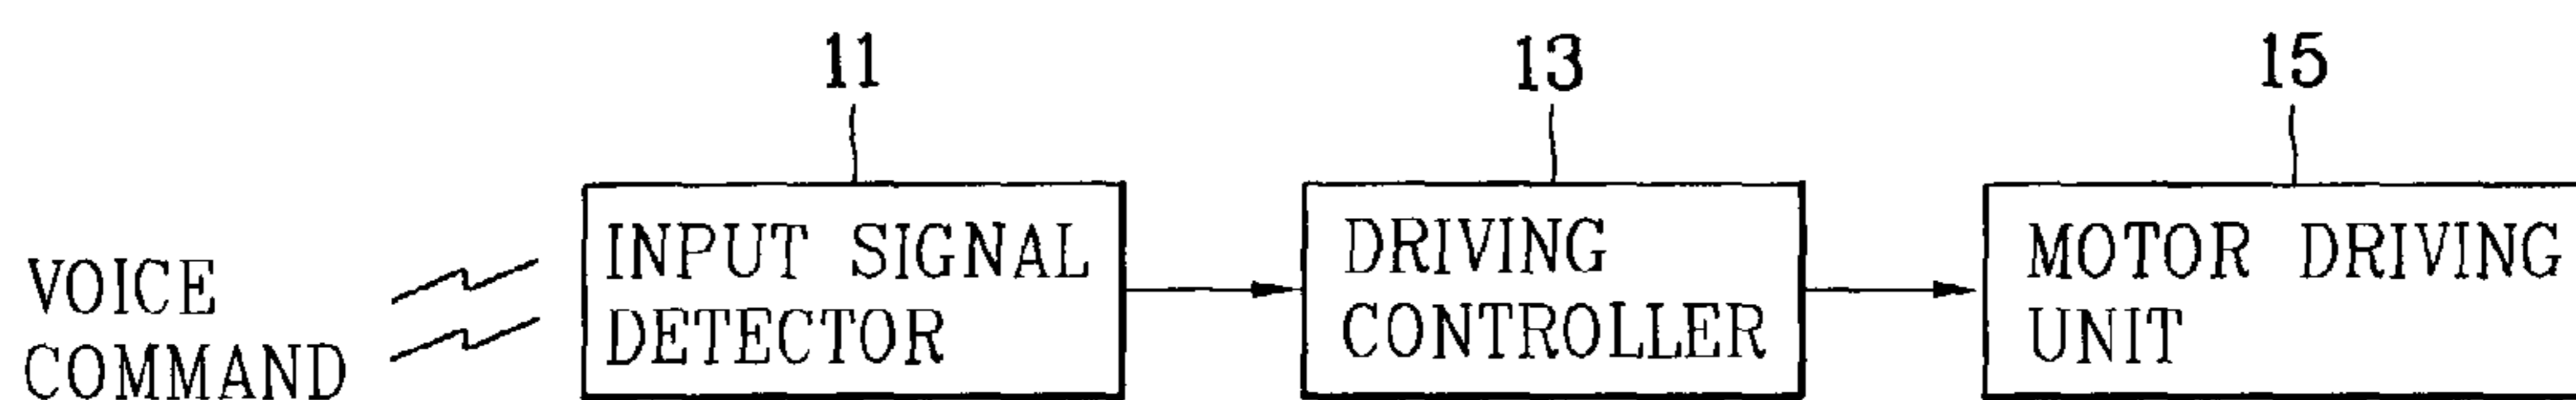 11
13
15
VOICE
COMMAND
INPUT SIGNAL
DETECTOR
DRIVING
CONTROLLER
MOTOR DRIVING
UNIT